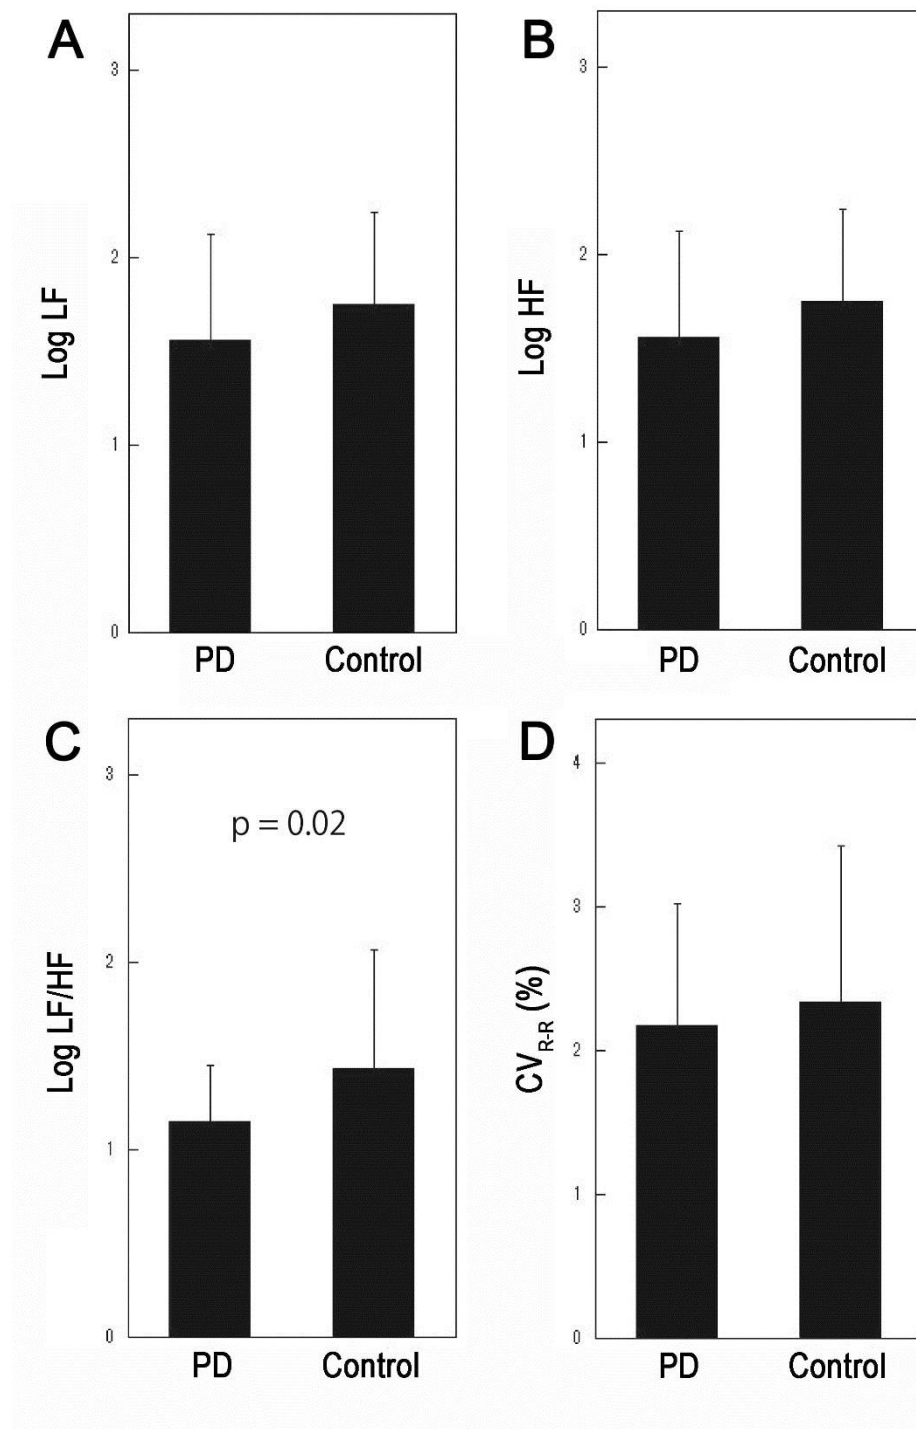 A
3
2
1
0
Log LF
PD Control
B
3
2
1
0
Log HF
PD Control
C
3
p = 0.02
2
1
0
Log LF/HF
PD Control
D
4
3
2
1
0
CVR-R (%)
PD Control